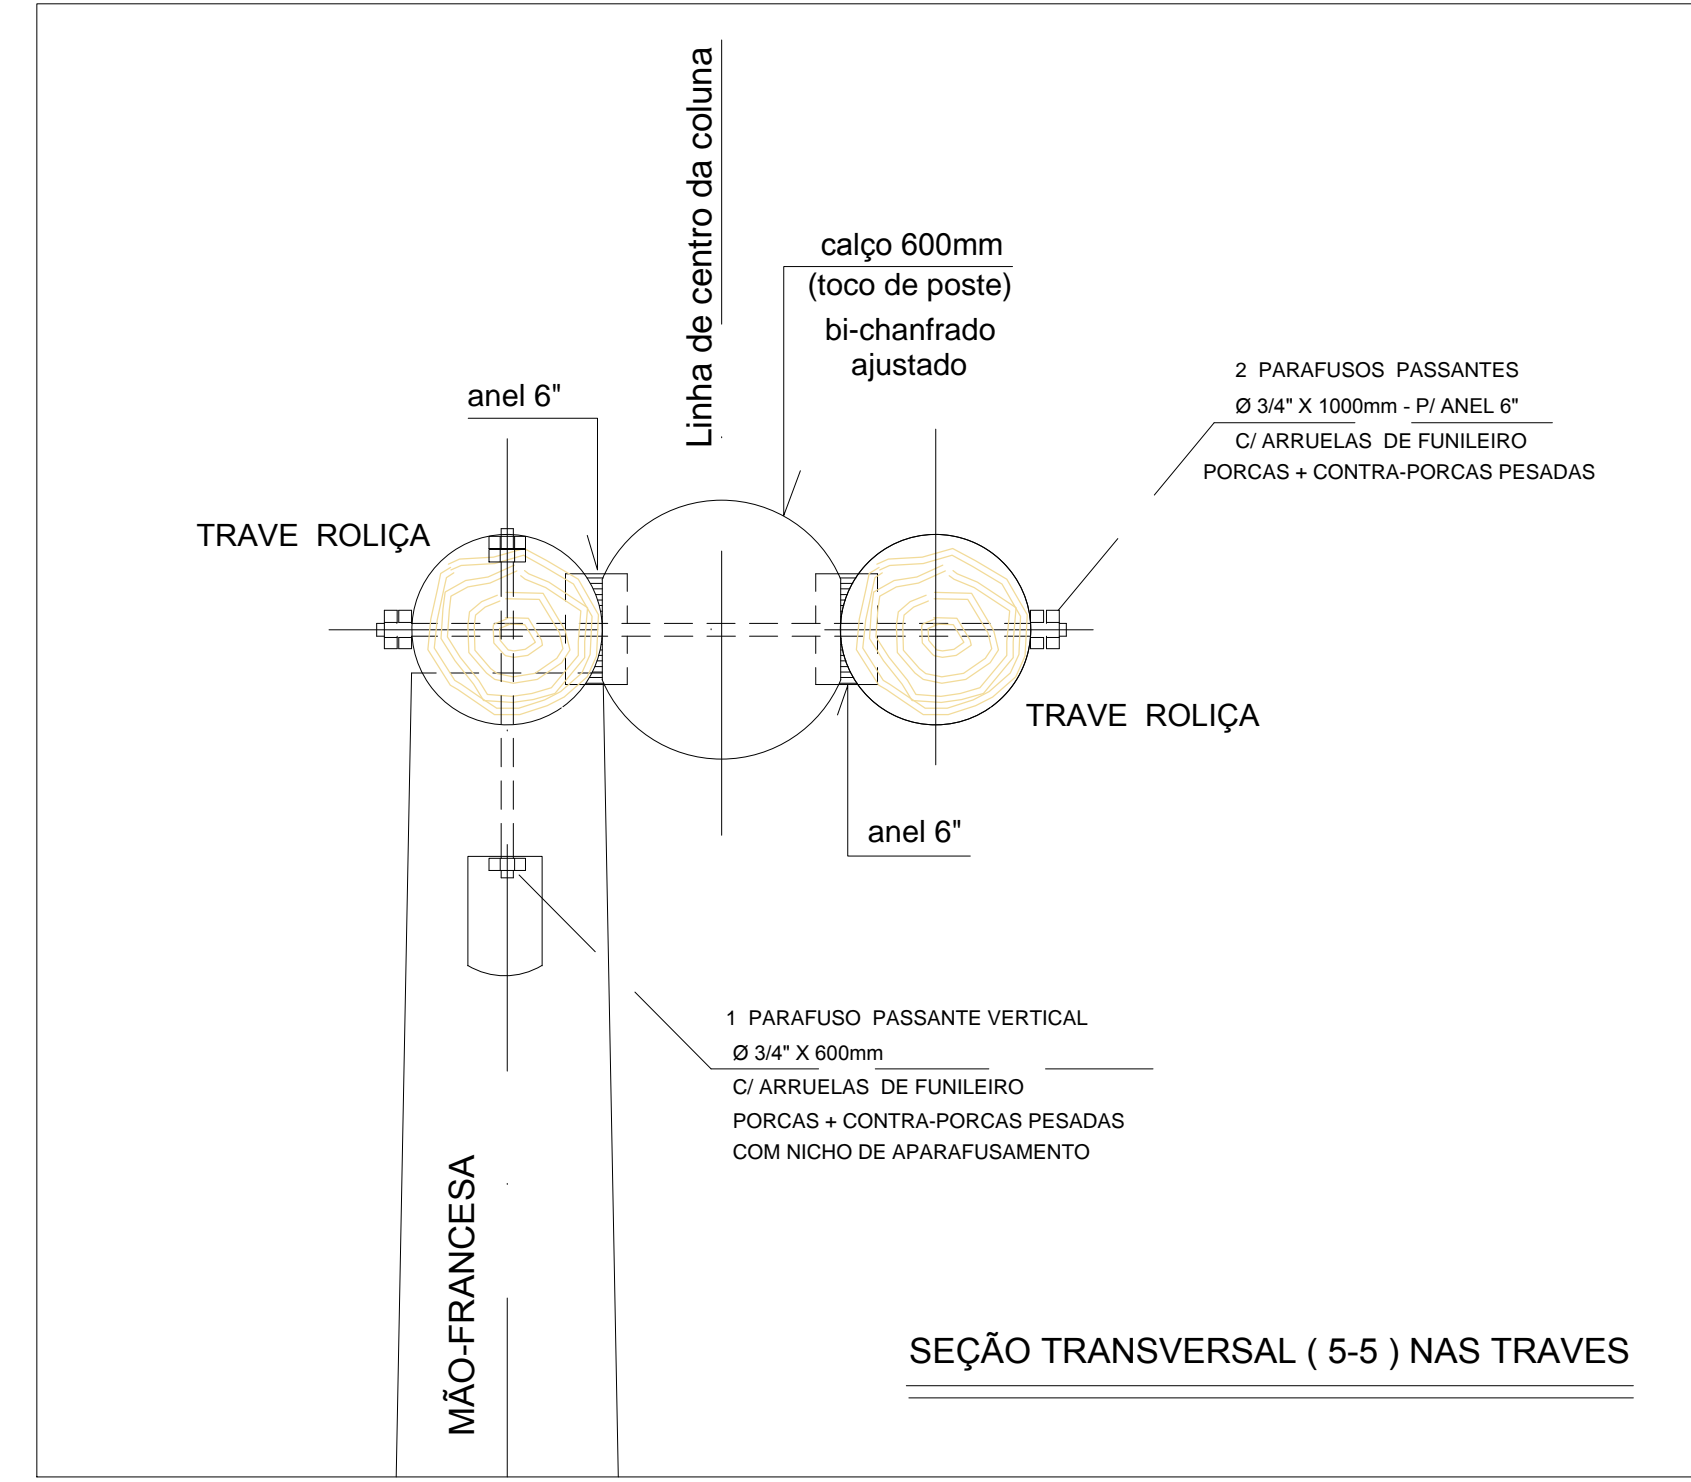 Linha de centro da coluna
calço 600mm
(toco de poste)
bi-chanfrado
ajustado
anel 6"
2 PARAFUSOS PASSANTES
Ø 3/4" X 1000mm - P/ ANEL 6"
C/ ARRUELAS DE FUNILEIRO
PORCAS + CONTRA-PORCAS PESADAS
TRAVE ROLIÇA
TRAVE ROLIÇA
anel 6"
1 PARAFUSO PASSANTE VERTICAL
Ø 3/4" X 600mm
C/ ARRUELAS DE FUNILEIRO
PORCAS + CONTRA-PORCAS PESADAS
COM NICHO DE APARAFUSAMENTO
MÃO-FRANCESA
SEÇÃO TRANSVERSAL ( 5-5 ) NAS TRAVES